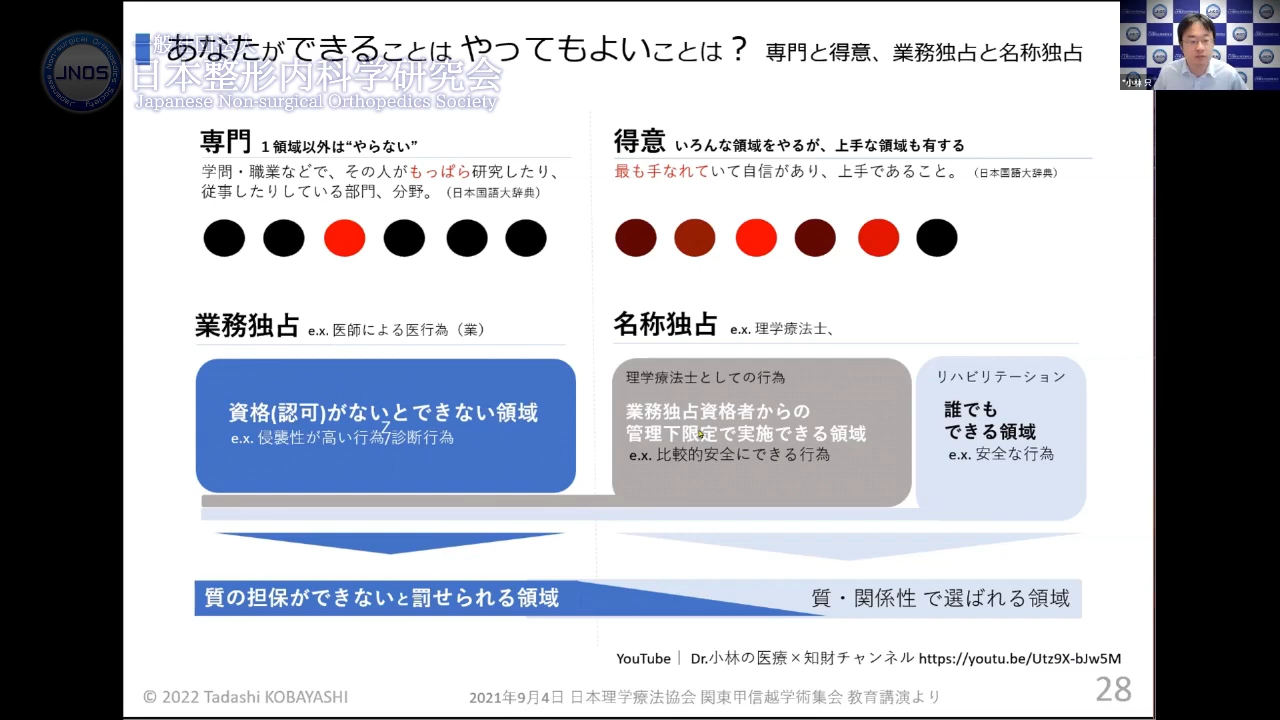 あなたができることは やってもよいことは？ 専門と得意、業務独占と名称独占
一般社団法人
日本整形内科学研究会
Japanese Non-surgical Orthopedics Society
JNOS
Non-surgical Orthopedics Society
小林 只
専門 １領域以外は“やらない”
学問・職業などで、その人がもっぱら研究したり、
従事したりしている部門、分野。（日本国語大辞典）
得意 いろんな領域をやるが、上手な領域も有する
最も手なれていて自信があり、上手であること。（日本国語大辞典）
業務独占 e.x. 医師による医行為（業）
資格(認可)がないとできない領域
e.x. 侵襲性が高い行為/診断行為
名称独占 e.x. 理学療法士、
理学療法士としての行為
業務独占資格者からの
管理下限定で実施できる領域
e.x. 比較的安全にできる行為
リハビリテーション
誰でも
できる領域
e.x. 安全な行為
質の担保ができないと罰せられる領域
質・関係性 で選ばれる領域
YouTube｜ Dr.小林の医療×知財チャンネル https://youtu.be/Utz9X-bJw5M
© 2022 Tadashi KOBAYASHI
2021年9月4日 日本理学療法協会 関東甲信越学術集会 教育講演より
28